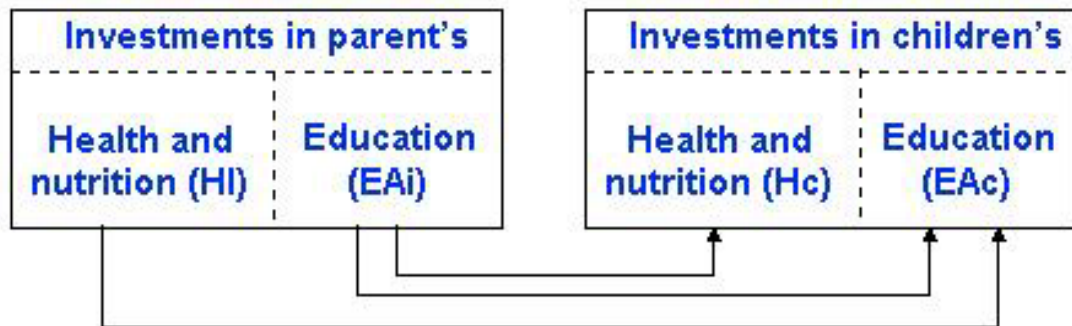 Investments in parent's
Health and
nutrition (HI)
Education
(EAi)
Investments in children's
Health and
nutrition (Hc)
Education
(EAc)